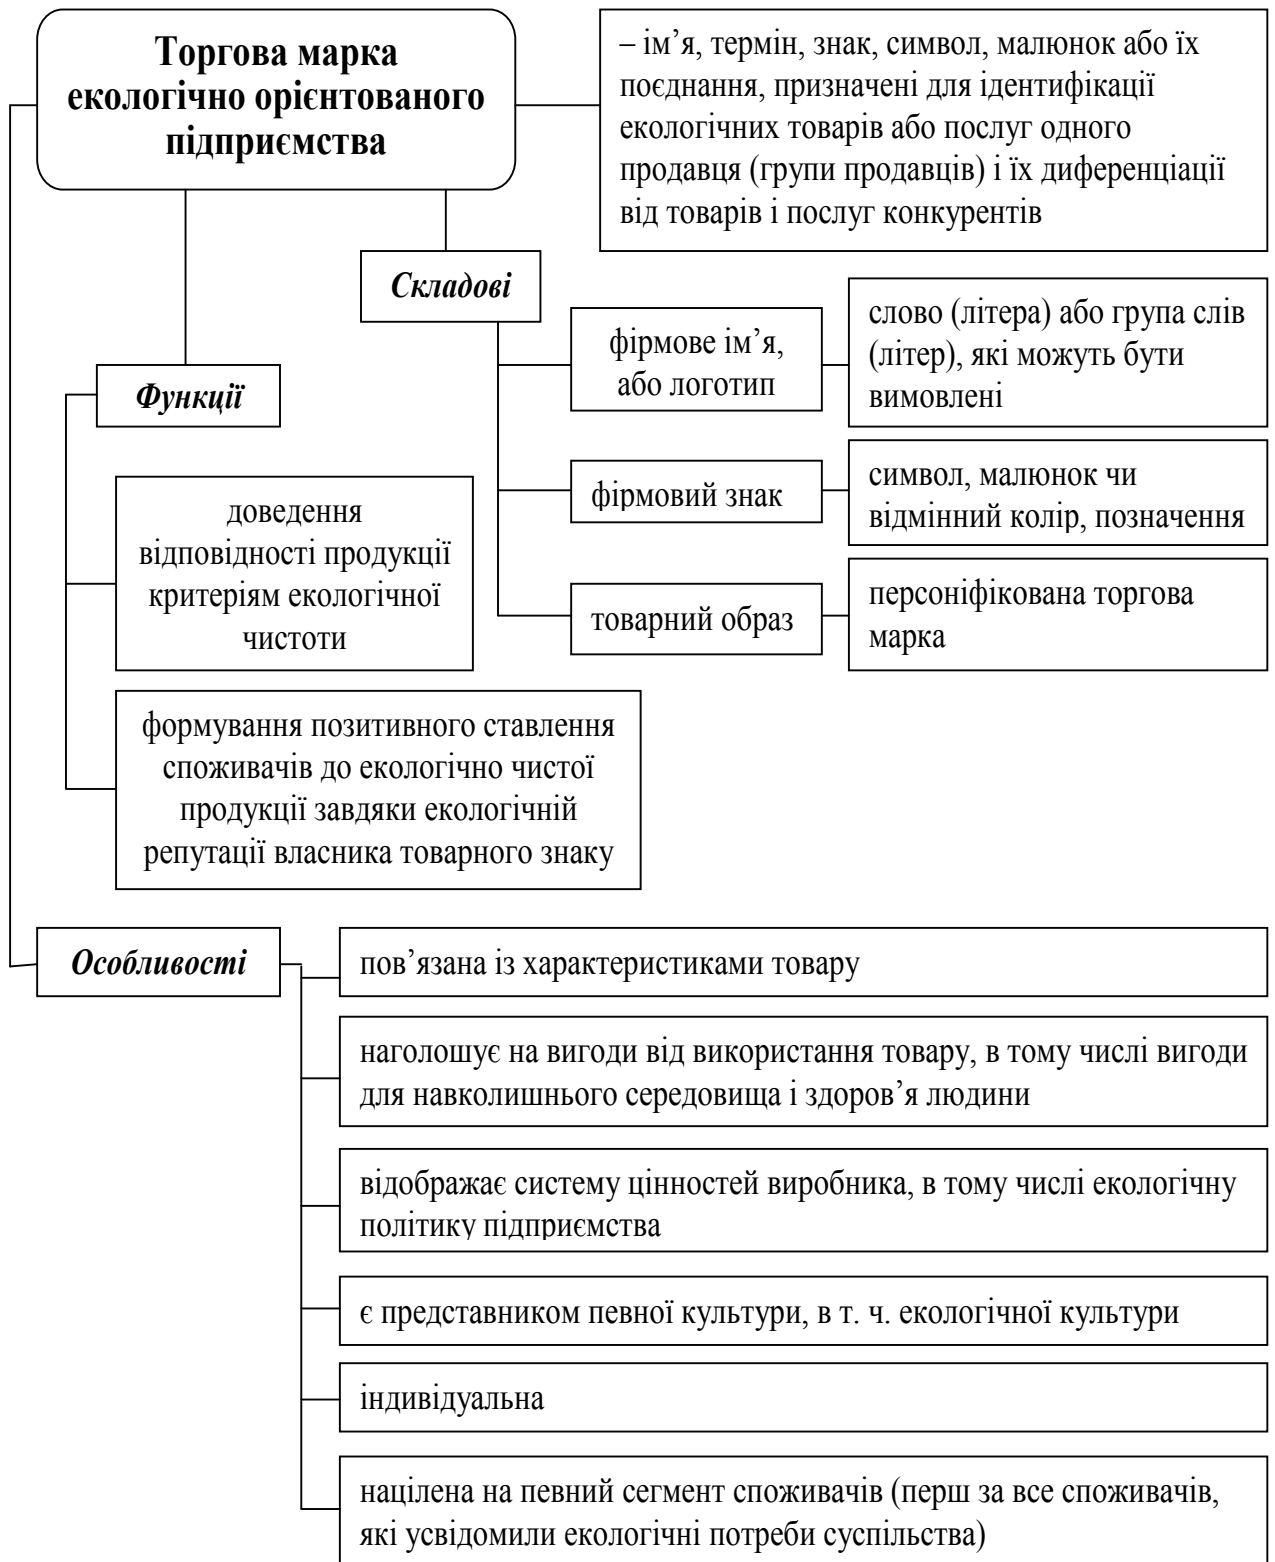 Торгова марка
екологічно орієнтованого
підприємства
– ім’я, термін, знак, символ, малюнок або їх
поєднання, призначені для ідентифікації
екологічних товарів або послуг одного
продавця (групи продавців) і їх диференціації
від товарів і послуг конкурентів
Складові
фірмове ім’я,
або логотип
слово (літера) або група слів
(літер), які можуть бути
вимовлені
фірмовий знак
символ, малюнок чи
відмінний колір, позначення
товарний образ
персоніфікована торгова
марка
Функції
доведення
відповідності продукції
критеріям екологічної
чистоти
формування позитивного ставлення
споживачів до екологічно чистої
продукції завдяки екологічній
репутації власника товарного знаку
Особливості
пов’язана із характеристиками товару
наголошує на вигоди від використання товару, в тому числі вигоди
для навколишнього середовища і здоров’я людини
відображає систему цінностей виробника, в тому числі екологічну
політику підприємства
є представником певної культури, в т. ч. екологічної культури
індивідуальна
націлена на певний сегмент споживачів (перш за все споживачів,
які усвідомили екологічні потреби суспільства)